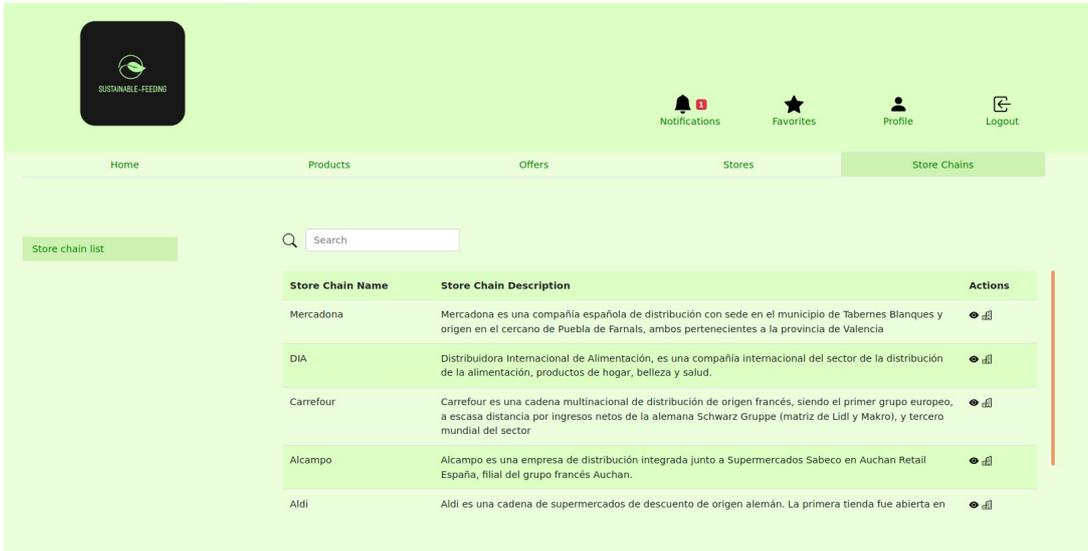 SUSTAINABLE-FEEDING
1
Notifications
Favorites
Profile
Logout
Home
Products
Offers
Stores
Store Chains
Store chain list
Search
Store Chain Name
Store Chain Description
Actions
Mercadona
Mercadona es una compañía española de distribución con sede en el municipio de Tabernes Blanques y
origen en el cercano de Puebla de Farnals, ambos pertenecientes a la provincia de Valencia
DIA
Distribuidora Internacional de Alimentación, es una compañía internacional del sector de la distribución
de la alimentación, productos de hogar, belleza y salud.
Carrefour
Carrefour es una cadena multinacional de distribución de origen francés, siendo el primer grupo europeo,
a escasa distancia por ingresos netos de la alemana Schwarz Gruppe (matriz de Lidl y Makro), y tercero
mundial del sector
Alcampo
Alcampo es una empresa de distribución integrada junto a Supermercados Sabeco en Auchan Retail
España, filial del grupo francés Auchan.
Aldi
Aldi es una cadena de supermercados de descuento de origen alemán. La primera tienda fue abierta en